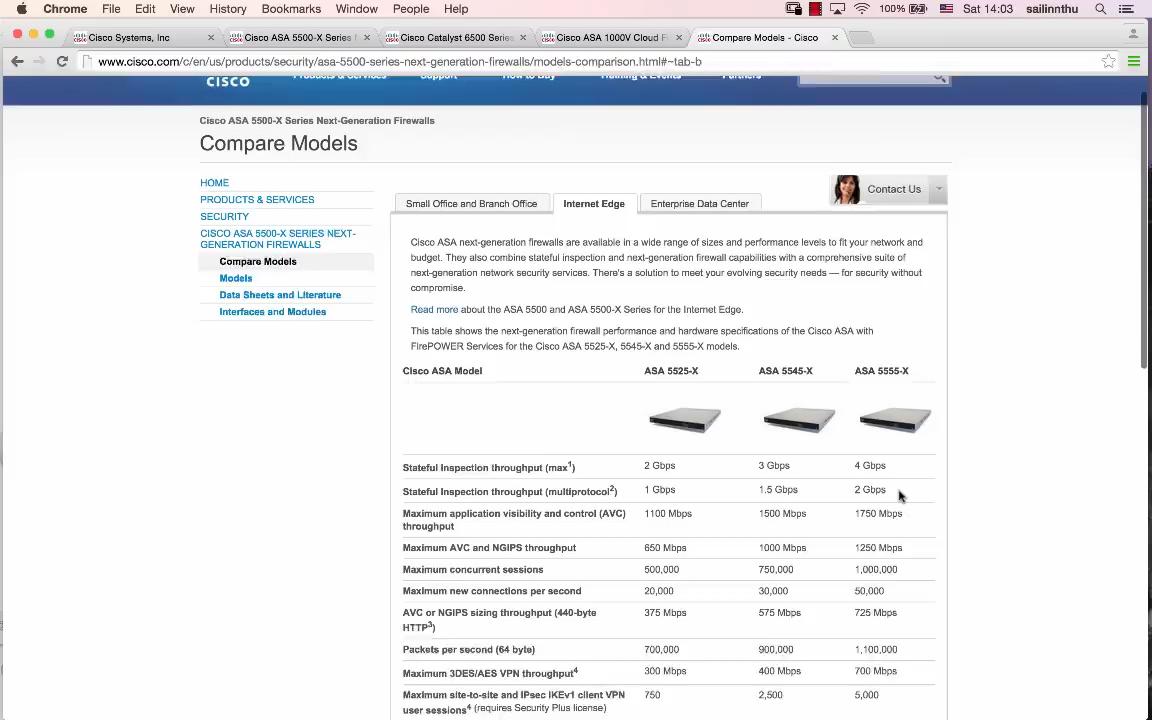 Chrome File Edit View History Bookmarks Window People Help 100% Sat 14:03 sailinnthu
Cisco Systems, Inc Cisco ASA 5500-X Series Cisco Catalyst 6500 Series Cisco ASA 1000V Cloud Compare Models - Cisco
www.cisco.com/c/en/us/products/security/asa-5500-series-next-generation-firewalls/models-comparison.html#~tab-b
Products & Services Support How to Buy Training & Events Partners
CISCO
Cisco ASA 5500-X Series Next-Generation Firewalls
Compare Models
HOME
PRODUCTS & SERVICES
SECURITY
CISCO ASA 5500-X SERIES NEXT-
GENERATION FIREWALLS
Compare Models
Models
Data Sheets and Literature
Interfaces and Modules
Contact Us
Small Office and Branch Office Internet Edge Enterprise Data Center
Cisco ASA next-generation firewalls are available in a wide range of sizes and performance levels to fit your network and
budget. They also combine stateful inspection and next-generation firewall capabilities with a comprehensive suite of
next-generation network security services. There's a solution to meet your evolving security needs — for security without
compromise.
Read more about the ASA 5500 and ASA 5500-X Series for the Internet Edge.
This table shows the next-generation firewall performance and hardware specifications of the Cisco ASA with
FirePOWER Services for the Cisco ASA 5525-X, 5545-X and 5555-X models.
Cisco ASA Model ASA 5525-X ASA 5545-X ASA 5555-X
Stateful Inspection throughput (max1) 2 Gbps 3 Gbps 4 Gbps
Stateful Inspection throughput (multiprotocol2) 1 Gbps 1.5 Gbps 2 Gbps
Maximum application visibility and control (AVC) 1100 Mbps 1500 Mbps 1750 Mbps
throughput
Maximum AVC and NGIPS throughput 650 Mbps 1000 Mbps 1250 Mbps
Maximum concurrent sessions 500,000 750,000 1,000,000
Maximum new connections per second 20,000 30,000 50,000
AVC or NGIPS sizing throughput (440-byte 375 Mbps 575 Mbps 725 Mbps
HTTP3)
Packets per second (64 byte) 700,000 900,000 1,100,000
Maximum 3DES/AES VPN throughput4 300 Mbps 400 Mbps 700 Mbps
Maximum site-to-site and IPsec IKEv1 client VPN 750 2,500 5,000
user sessions4 (requires Security Plus license)